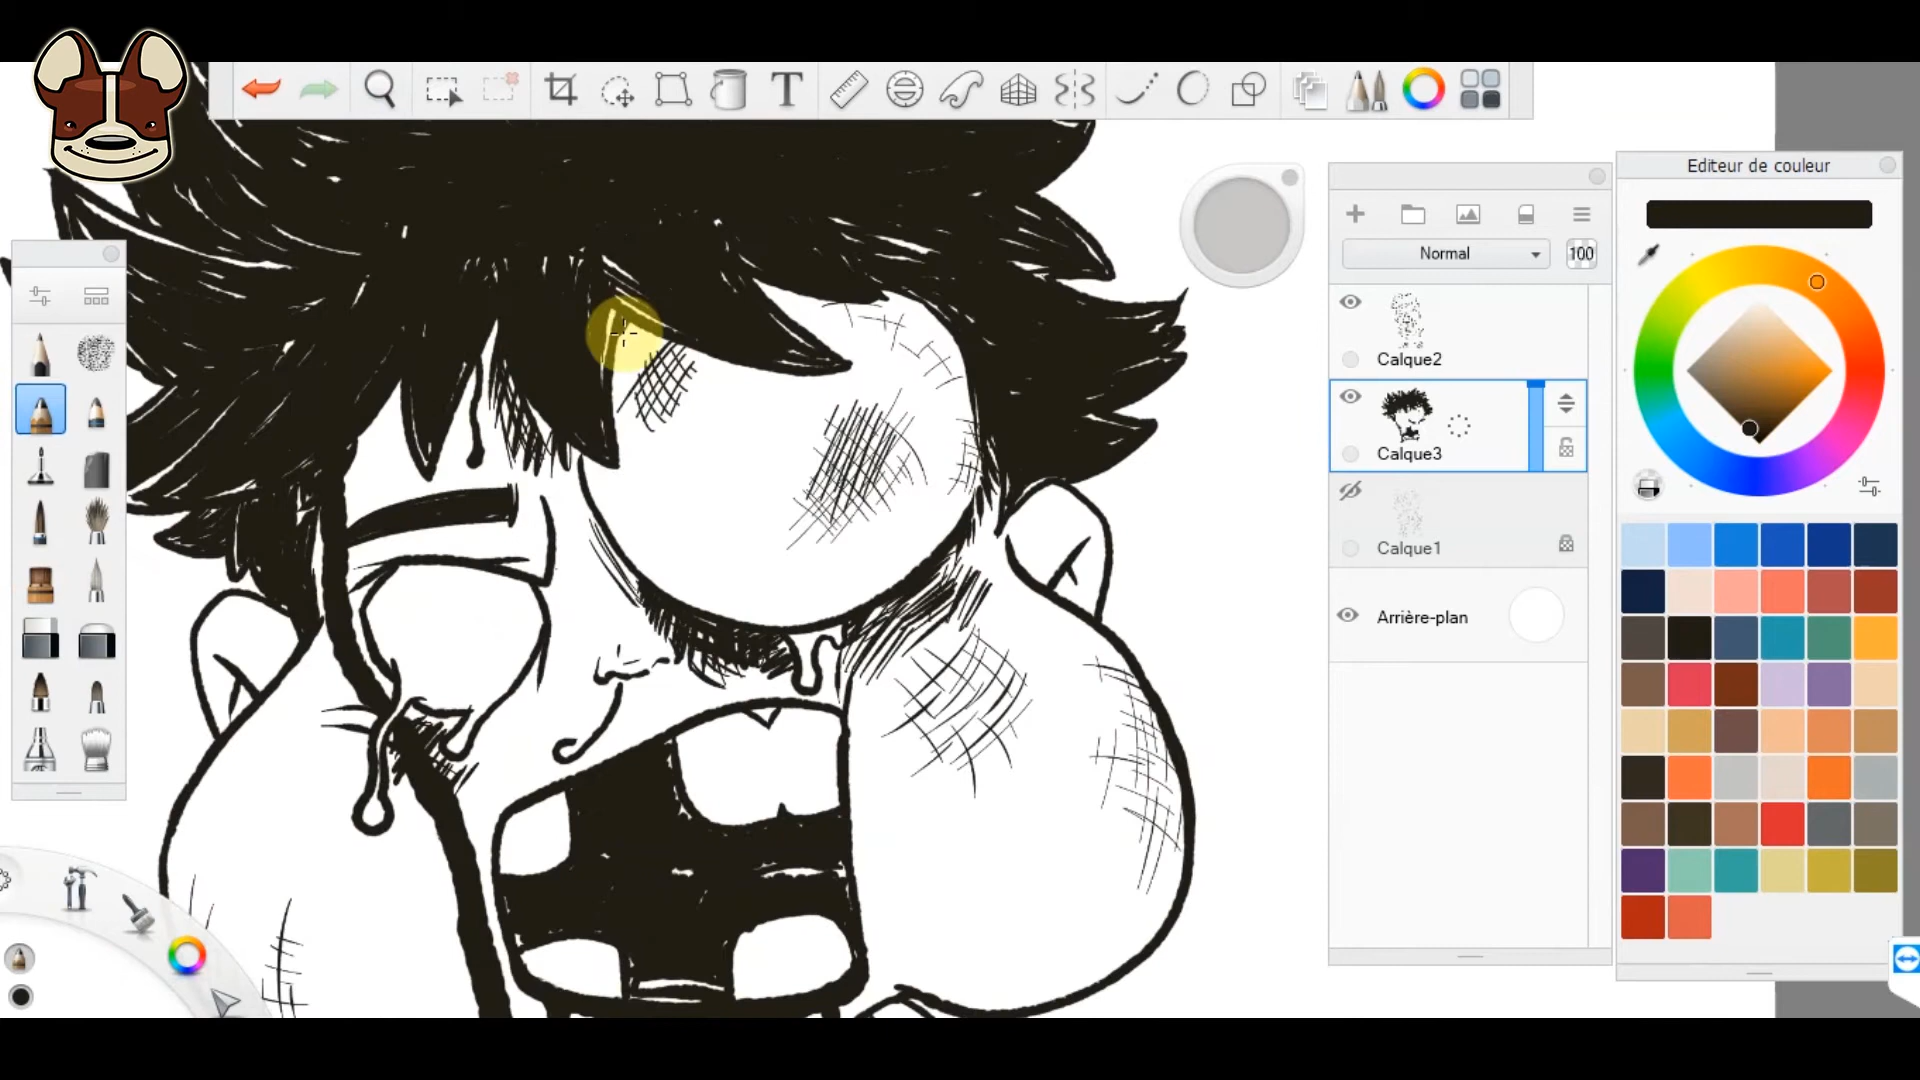 T
Editeur de couleur
Normal
100
Calque2
Calque3
Calque1
Arrière-plan